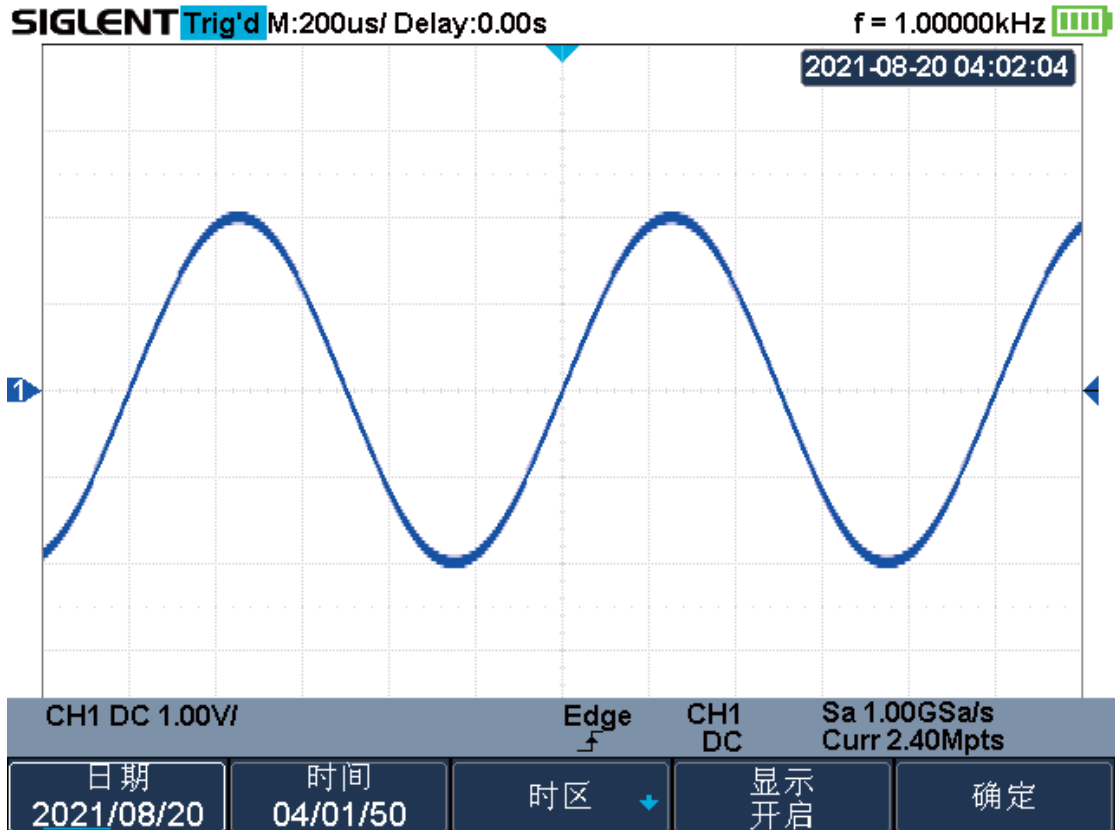 SIGLENT Trig'd M:200us/ Delay:0.00s f = 1.00000kHz
2021-08-20 04:02:04
1
CH1 DC 1.00V/ Edge CH1 Sa 1.00GSa/s
DC Curr 2.40Mpts
日期 时间 时区 显示 确定
2021/08/20 04/01/50 开启